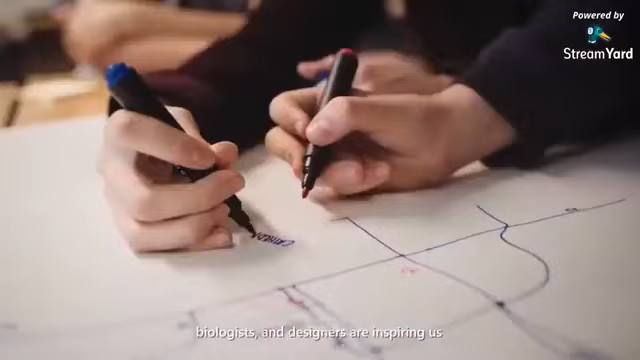 Powered by
StreamYard
biologists, and designers are inspiring us